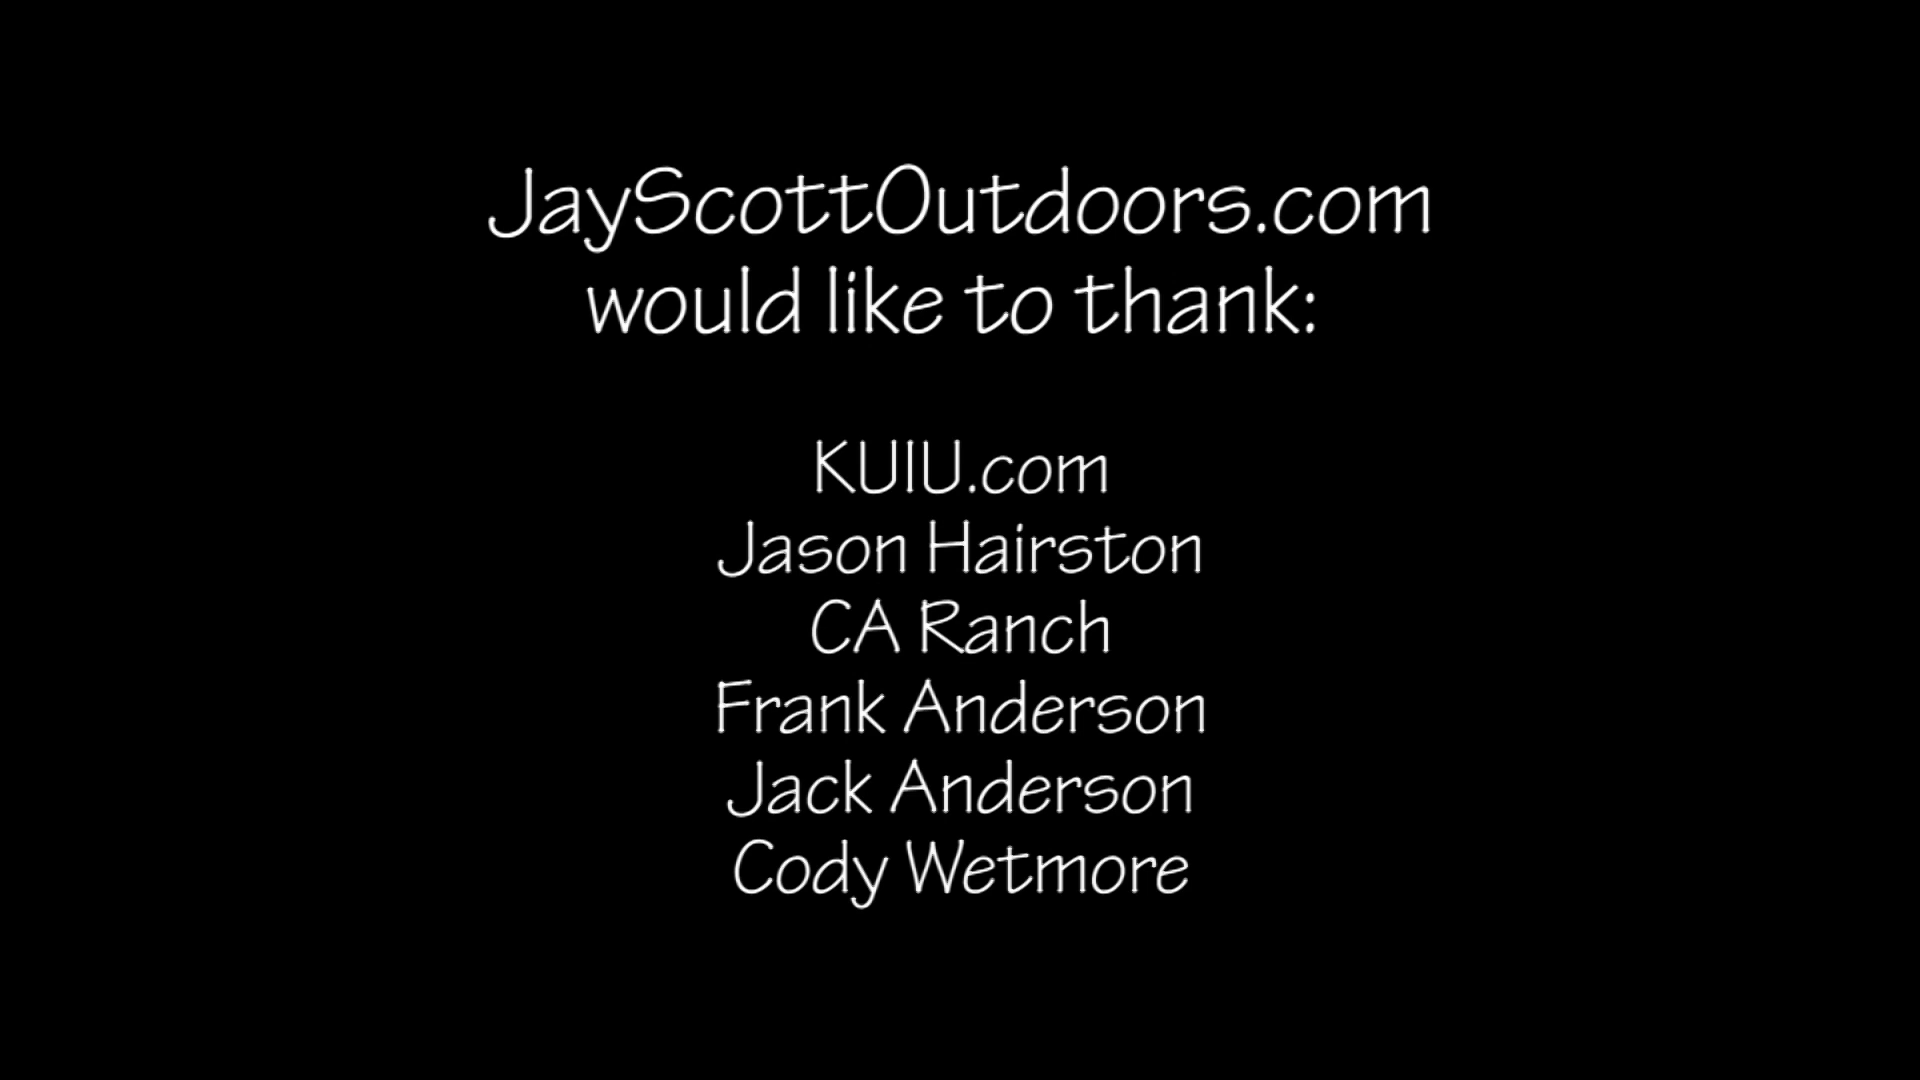 JayScottOutdoors.com
would like to thank:
KUIU.com
Jason Hairston
CA Ranch
Frank Anderson
Jack Anderson
Cody Wetmore